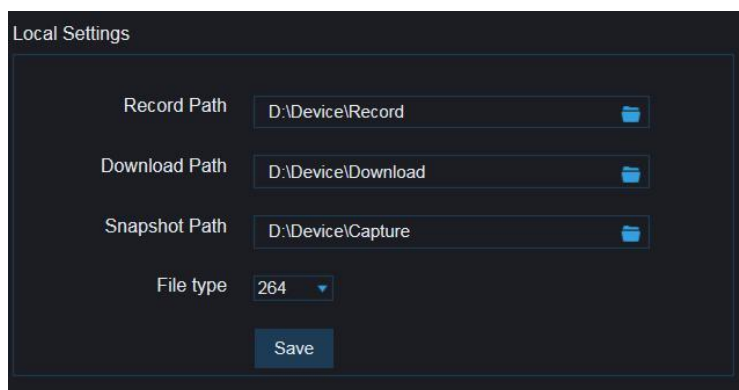 Local Settings
Record Path D:\Device\Record
Download Path D:\Device\Download
Snapshot Path D:\Device\Capture
File type 264
Save